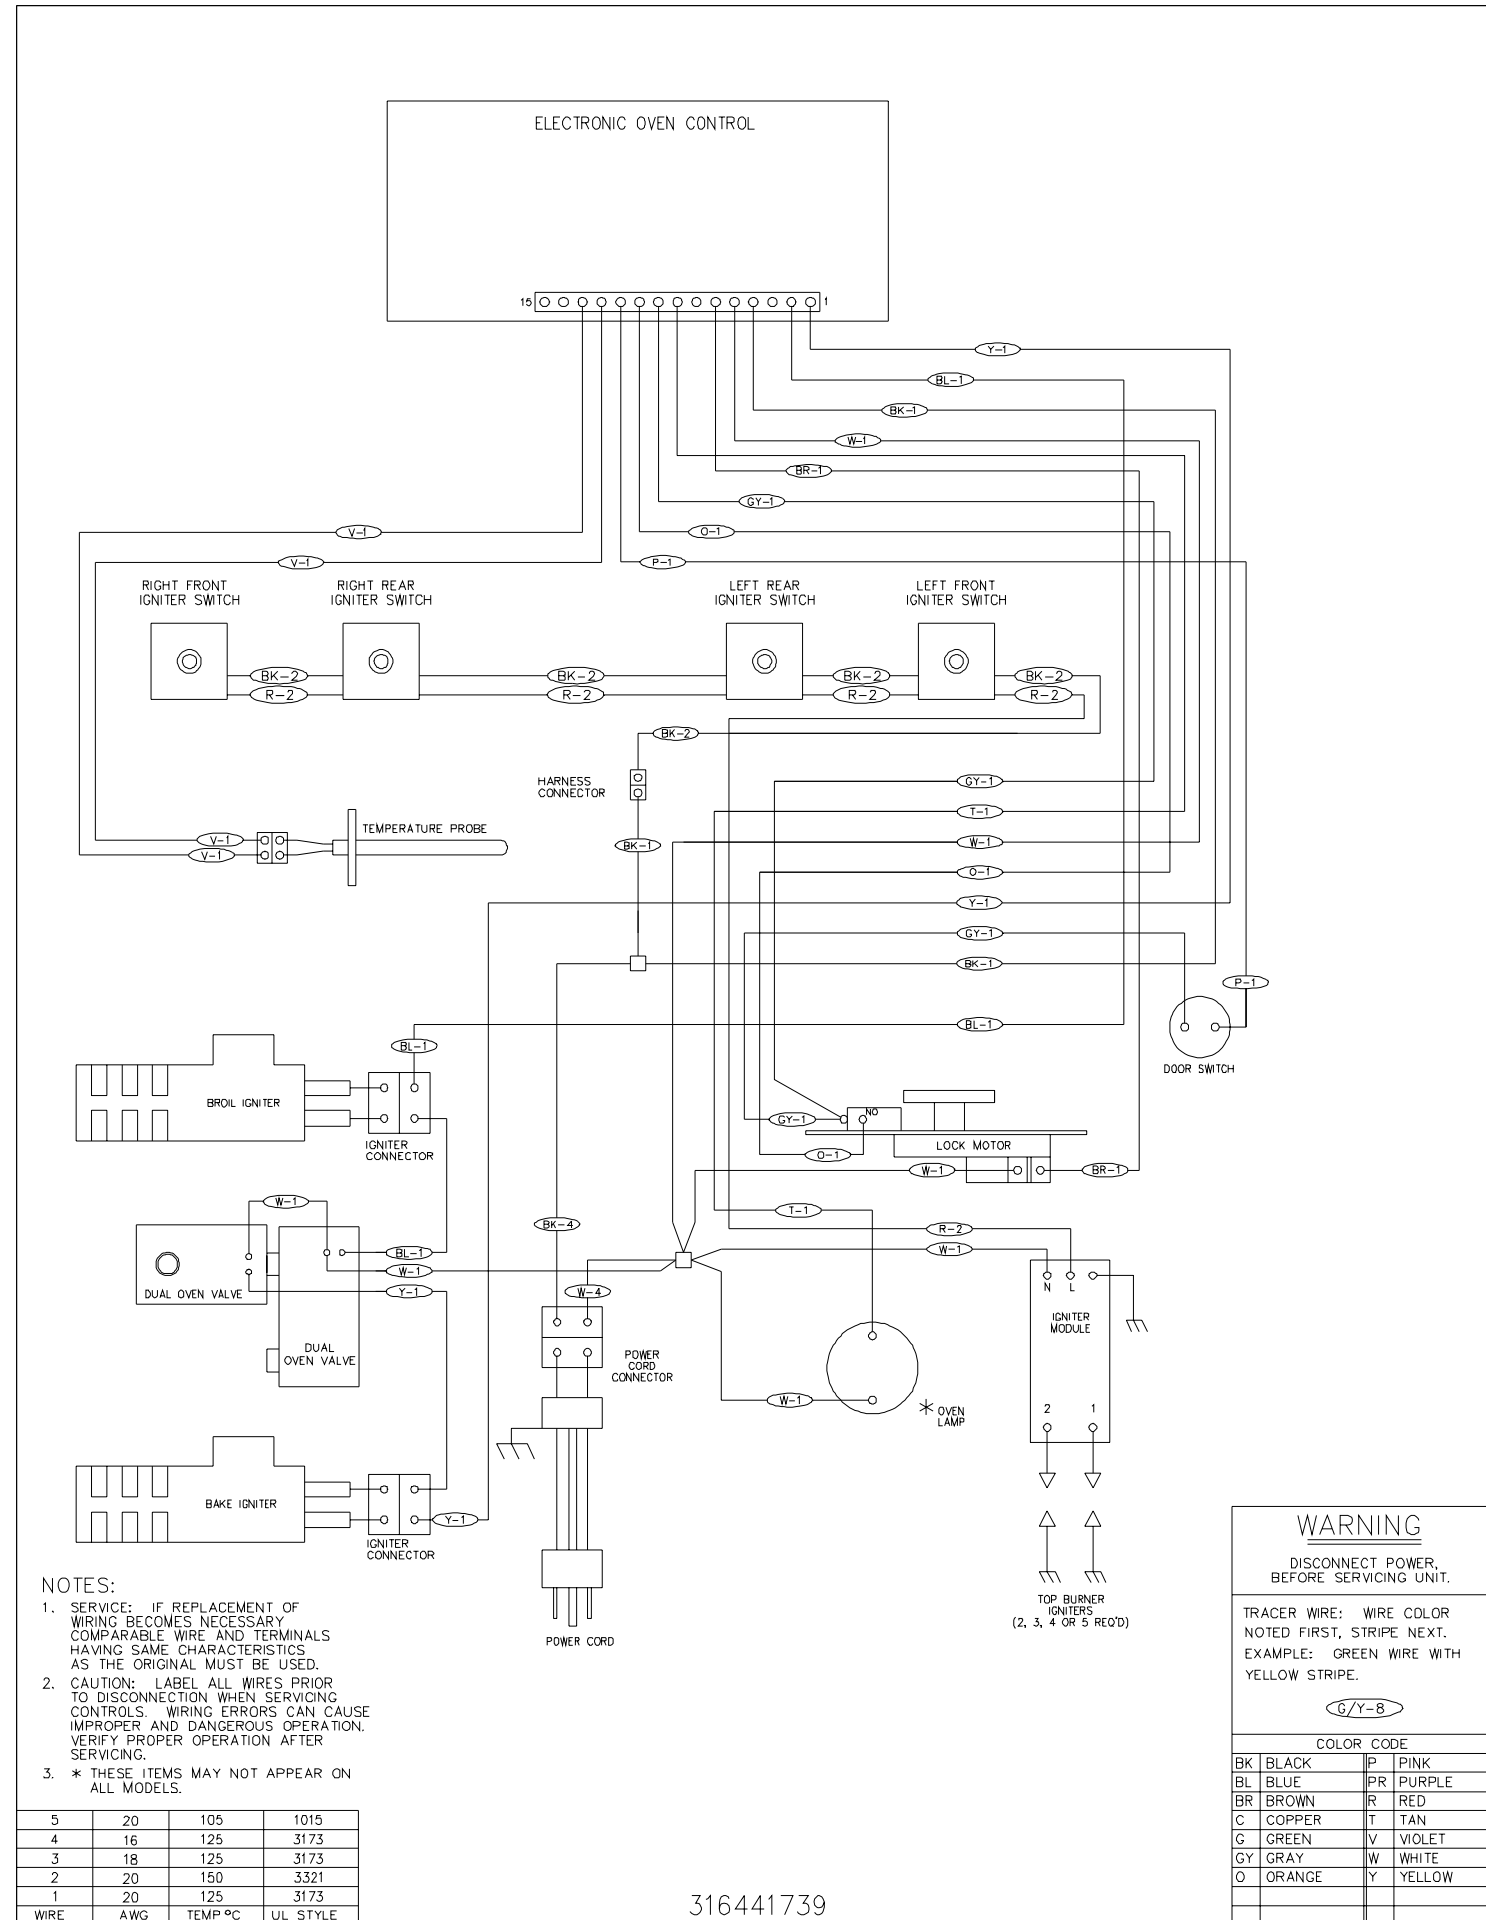 ELECTRONIC OVEN CONTROL
15
1
Y-1
BL-1
BK-1
W-1
BR-1
GY-1
V-1
O-1
V-1
P-1
RIGHT FRONT
IGNITER SWITCH
RIGHT REAR
IGNITER SWITCH
LEFT REAR
IGNITER SWITCH
LEFT FRONT
IGNITER SWITCH
BK-2
BK-2
BK-2
BK-2
R-2
R-2
R-2
R-2
BK-2
HARNESS
CONNECTOR
GY-1
T-1
TEMPERATURE PROBE
V-1
V-1
BK-1
W-1
O-1
Y-1
GY-1
BK-1
P-1
BL-1
BL-1
DOOR SWITCH
BROIL IGNITER
IGNITER
CONNECTOR
GY-1
NO
LOCK MOTOR
O-1
W-1
BR-1
W-1
T-1
BK-4
R-2
BL-1
W-1
W-1
DUAL OVEN VALVE
Y-1
W-4
N
L
IGNITER
MODULE
DUAL
OVEN VALVE
POWER
CORD
CONNECTOR
W-1
* OVEN
LAMP
2
1
BAKE IGNITER
Y-1
IGNITER
CONNECTOR
POWER CORD
TOP BURNER
IGNITERS
(2, 3, 4 OR 5 REQ'D)
NOTES:
1. SERVICE: IF REPLACEMENT OF
WIRING BECOMES NECESSARY
COMPARABLE WIRE AND TERMINALS
HAVING SAME CHARACTERISTICS
AS THE ORIGINAL MUST BE USED.
2. CAUTION: LABEL ALL WIRES PRIOR
TO DISCONNECTION WHEN SERVICING
CONTROLS. WIRING ERRORS CAN CAUSE
IMPROPER AND DANGEROUS OPERATION.
VERIFY PROPER OPERATION AFTER
SERVICING.
3. * THESE ITEMS MAY NOT APPEAR ON
ALL MODELS.
5 20 105 1015
4 16 125 3173
3 18 125 3173
2 20 150 3321
1 20 125 3173
WIRE AWG TEMP °C UL STYLE
316441739
WARNING
DISCONNECT POWER,
BEFORE SERVICING UNIT.
TRACER WIRE: WIRE COLOR
NOTED FIRST, STRIPE NEXT.
EXAMPLE: GREEN WIRE WITH
YELLOW STRIPE.
G/Y-8
COLOR CODE
BK BLACK P PINK
BL BLUE PR PURPLE
BR BROWN R RED
C COPPER T TAN
G GREEN V VIOLET
GY GRAY W WHITE
O ORANGE Y YELLOW